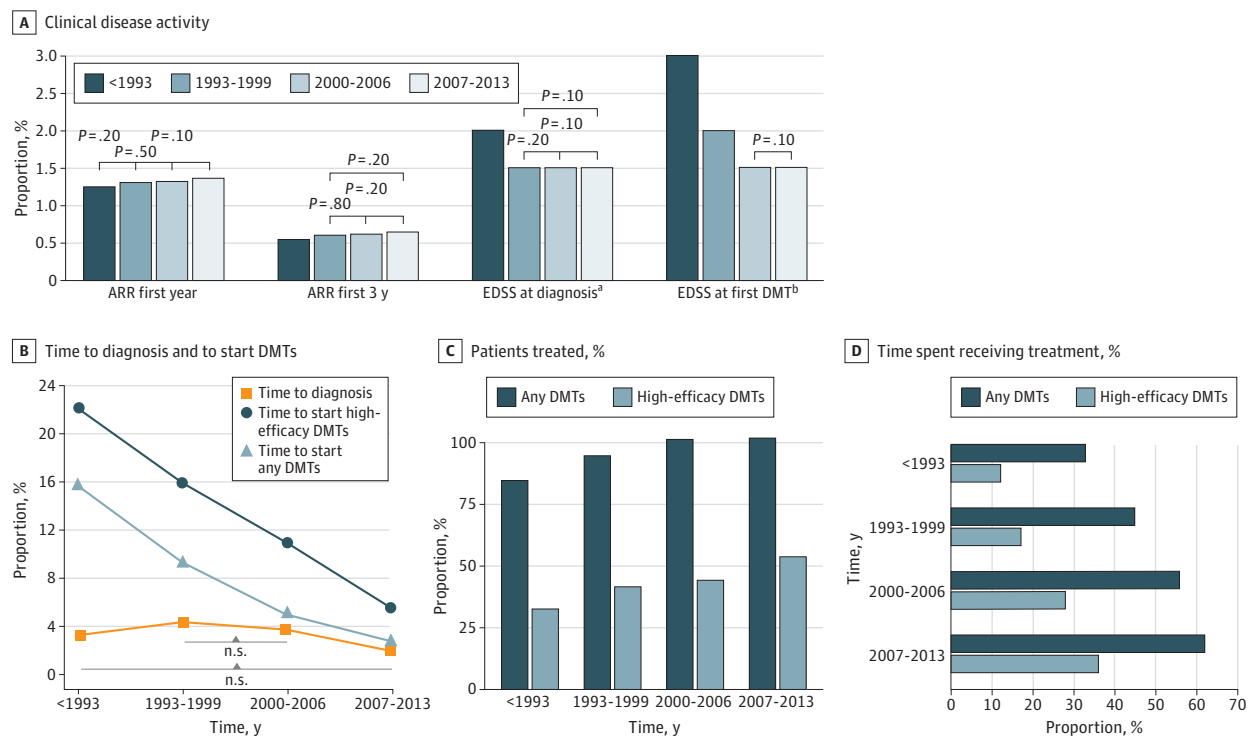 A Clinical disease activity
3.0
2.5
2.0
1.5
1.0
0.5
0
Proportion, %
<1993 1993-1999 2000-2006 2007-2013
P = .20 P = .10
P = .50
P = .20
P = .20
P = .80
P = .10
P = .10
P = .20
P = .10
ARR first year ARR first 3 y EDSS at diagnosisa EDSS at first DMTb
B Time to diagnosis and to start DMTs
24
20
16
12
8
4
0
Proportion, %
Time to diagnosis
Time to start high-
efficacy DMTs
Time to start
any DMTs
n.s.
n.s.
<1993 1993-1999 2000-2006 2007-2013
Time, y
C Patients treated, %
Any DMTs High-efficacy DMTs
100
75
50
25
0
Proportion, %
<1993 1993-1999 2000-2006 2007-2013
Time, y
D Time spent receiving treatment, %
Any DMTs High-efficacy DMTs
<1993
1993-1999
2000-2006
2007-2013
Time, y
0 10 20 30 40 50 60 70
Proportion, %